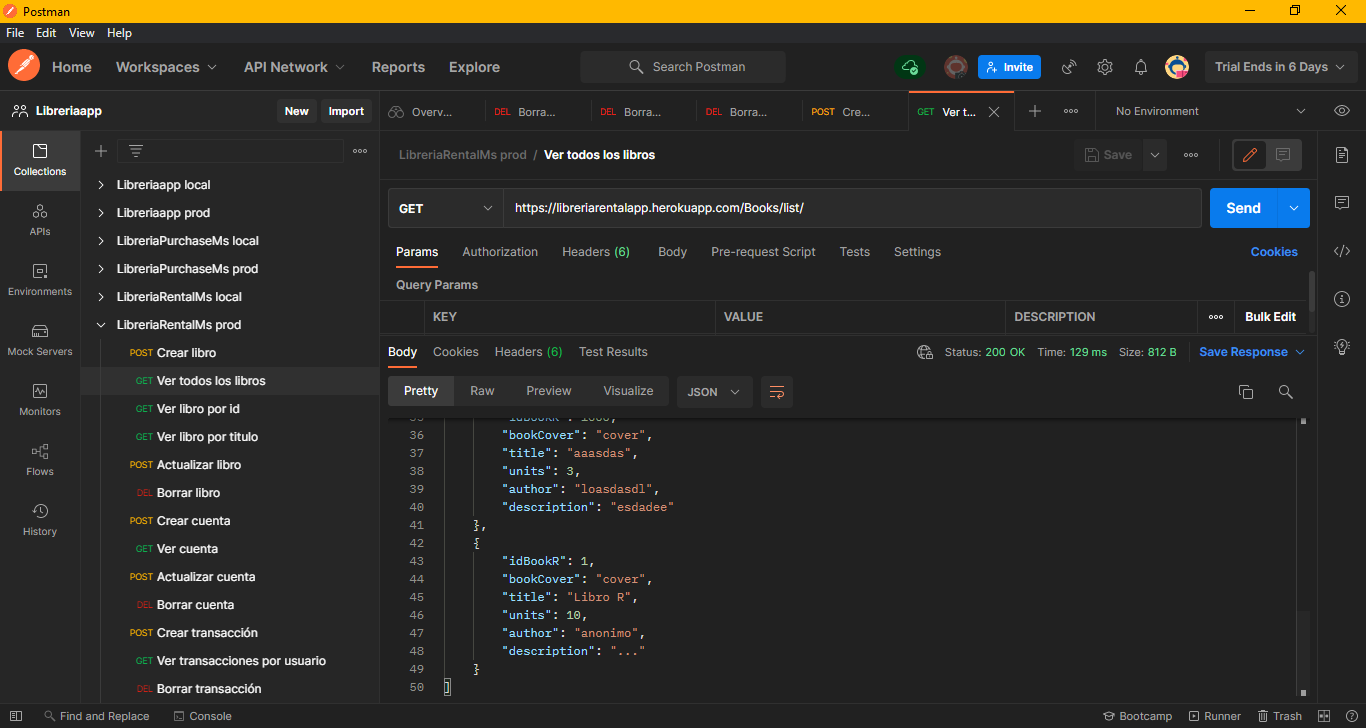 Postman
File Edit View Help
Home Workspaces API Network Reports Explore Search Postman Invite Trial Ends in 6 Days
Libreriaapp New Import Overv... DEL Borra... DEL Borra... DEL Borra... POST Cre... GET Ver t... No Environment
LibreriaRentalMs prod / Ver todos los libros Save
Collections
APIs
Environments
Mock Servers
Monitors
Flows
History
Libreriaapp local
Libreriaapp prod
LibreriaPurchaseMs local
LibreriaPurchaseMs prod
LibreriaRentalMs local
LibreriaRentalMs prod
POST Crear libro
GET Ver todos los libros
GET Ver libro por id
GET Ver libro por titulo
POST Actualizar libro
DEL Borrar libro
POST Crear cuenta
GET Ver cuenta
POST Actualizar cuenta
DEL Borrar cuenta
POST Crear transacción
GET Ver transacciones por usuario
DEL Borrar transacción
GET https://libreriarentalapp.herokuapp.com/Books/list/ Send
Params Authorization Headers (6) Body Pre-request Script Tests Settings Cookies
Query Params
KEY VALUE DESCRIPTION Bulk Edit
Body Cookies Headers (6) Test Results Status: 200 OK Time: 129 ms Size: 812 B Save Response
Pretty Raw Preview Visualize JSON
36 "bookCover": "cover",
37 "title": "aaasdas",
38 "units": 3,
39 "author": "loasdasdl",
40 "description": "esdadee"
41 },
42 {
43 "idBookR": 1,
44 "bookCover": "cover",
45 "title": "Libro R",
46 "units": 10,
47 "author": "anonimo",
48 "description": "..."
49 }
50 ]
Find and Replace Console Bootcamp Runner Trash